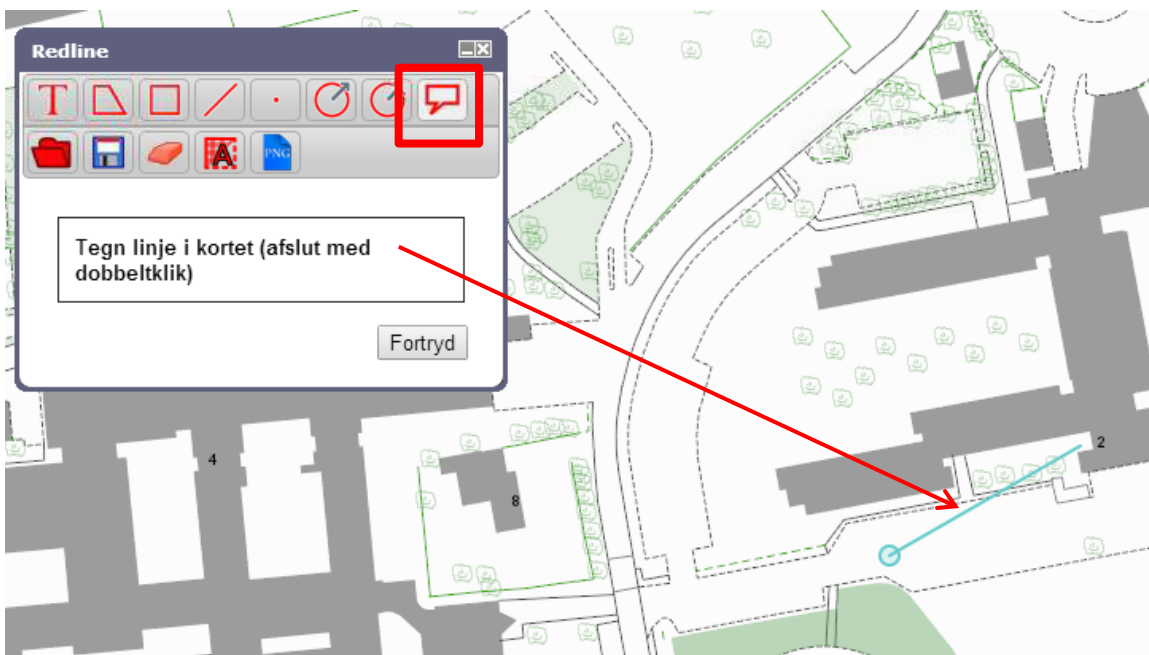 Redline
T
A
PNG
Tegn linje i kortet (afslut med
dobbeltklik)
Fortryd
4
8
2